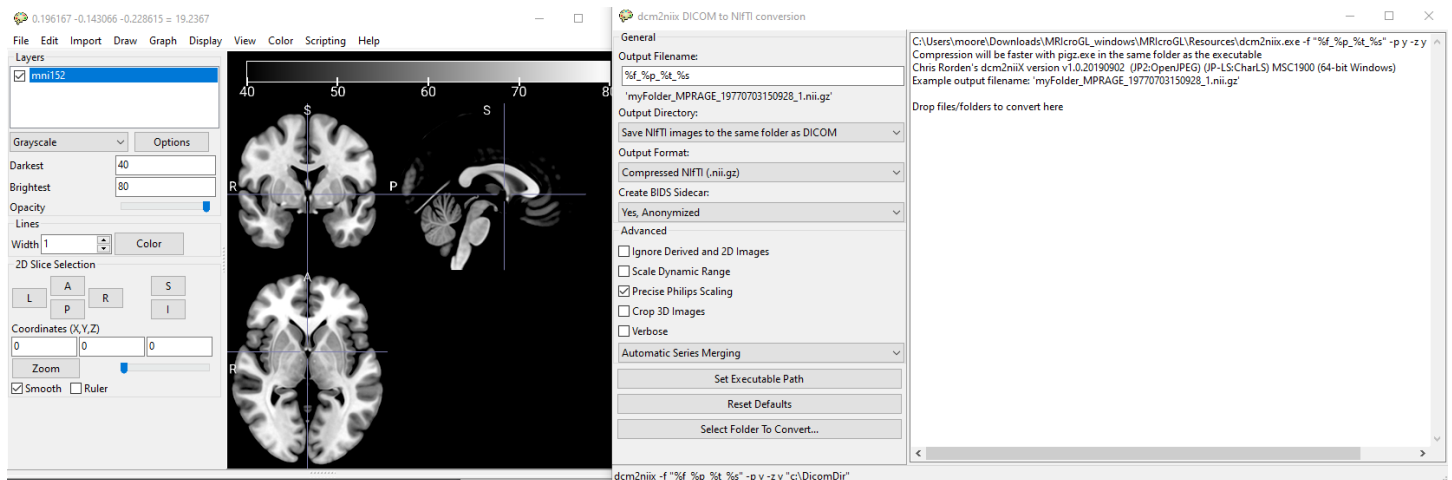 0.196167 -0.143066 -0.228615 = 19.2367
File Edit Import Draw Graph Display View Color Scripting Help
Layers
mni152
Grayscale
Options
Darkest 40
Brightest 80
Opacity
Lines
Width 1
Color
2D Slice Selection
A
S
L
R
P
I
Coordinates (X,Y,Z)
0 0 0
Zoom
Smooth Ruler
40 50 60 70 8
S
S
R
P
A
R
dcm2niix DICOM to NIfTI conversion
General
Output Filename:
%f_%p_%t_%s
'myFolder_MPRAGE_19770703150928_1.nii.gz'
Output Directory:
Save NIfTI images to the same folder as DICOM
Output Format:
Compressed NIfTI (.nii.gz)
Create BIDS Sidecar:
Yes, Anonymized
Advanced
Ignore Derived and 2D Images
Scale Dynamic Range
Precise Philips Scaling
Crop 3D Images
Verbose
Automatic Series Merging
Set Executable Path
Reset Defaults
Select Folder To Convert...
C:\Users\moore\Downloads\MRIcroGL_windows\MRIcroGL\Resources\dcm2niix.exe -f "%f_%p_%t_%s" -p y -z y
Compression will be faster with pigz.exe in the same folder as the executable
Chris Rorden's dcm2niiX version v1.0.20190902 (JP2:OpenJPEG) (JP-LS:CharLS) MSC1900 (64-bit Windows)
Example output filename: 'myFolder_MPRAGE_19770703150928_1.nii.gz'
Drop files/folders to convert here
dcm2niix -f "%f_%p_%t_%s" -p y -z y "c:\DicomDir"